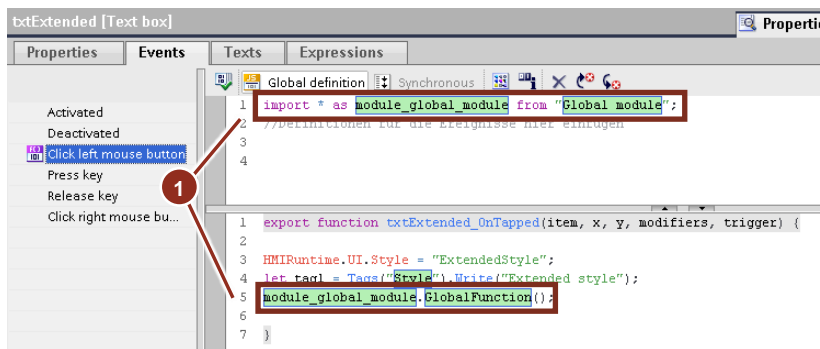 txtExtended [Text box]
Properti
Properties Events Texts Expressions
Global definition Synchronous
Activated
Deactivated
Click left mouse button
Press key
Release key
Click right mouse bu...
1 import * as module_global_module from "Global module";
2 //Definitionen für die Ereignisse hier einfügen
3
4
1
1 export function txtExtended_OnTapped(item, x, y, modifiers, trigger) {
2
3 HMIRuntime.UI.Style = "ExtendedStyle";
4 let tag1 = Tags("Style").Write("Extended style");
5 module_global_module.GlobalFunction();
6
7 }